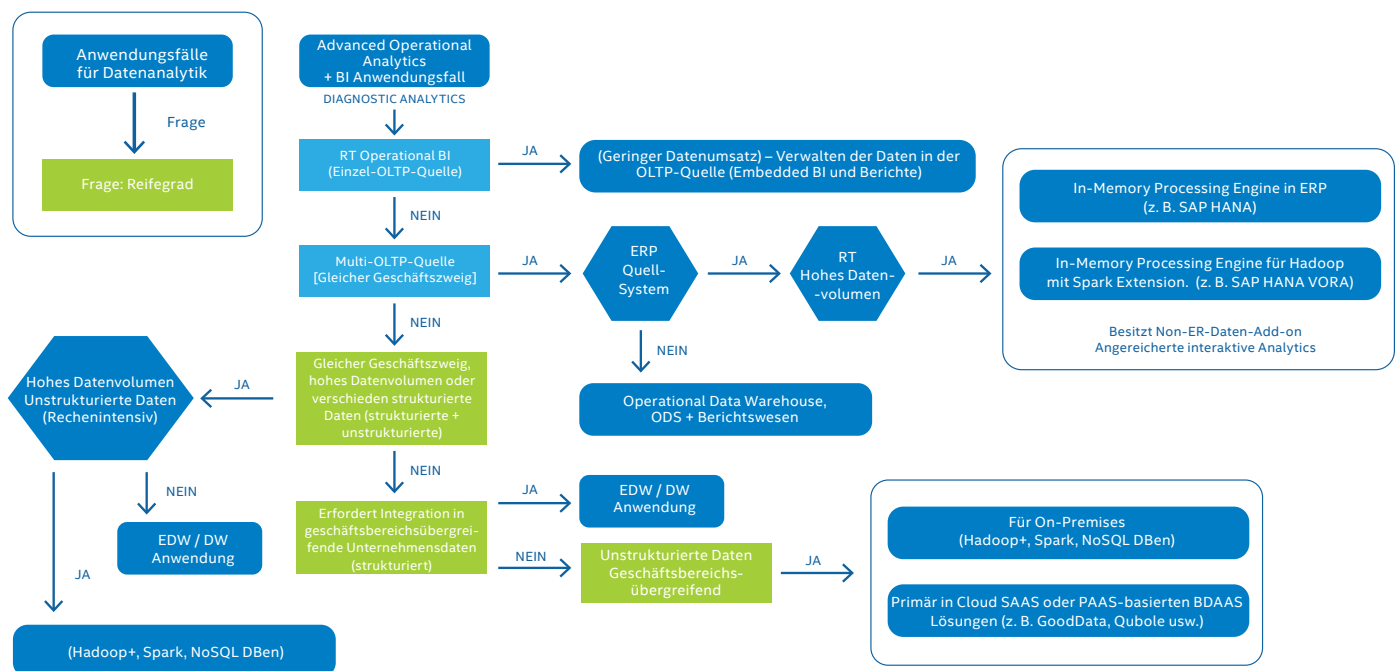 Anwendungsfälle
für Datenanalytik
Frage
Frage: Reifegrad
Advanced Operational
Analytics
+ BI Anwendungsfall
DIAGNOSTIC ANALYTICS
RT Operational BI
(Einzel-OLTP-Quelle)
JA
(Geringer Datenumsatz) – Verwalten der Daten in der
OLTP-Quelle (Embedded BI und Berichte)
NEIN
Multi-OLTP-Quelle
[Gleicher Geschäftszweig]
JA
ERP
Quell-
System
JA
RT
Hohes Daten-
-volumen
JA
In-Memory Processing Engine in ERP
(z. B. SAP HANA)
In-Memory Processing Engine für Hadoop
mit Spark Extension. (z. B. SAP HANA VORA)
Besitzt Non-ER-Daten-Add-on
Angereicherte interaktive Analytics
NEIN
Operational Data Warehouse,
ODS + Berichtswesen
NEIN
Gleicher Geschäftszweig,
hohes Datenvolumen oder
verschieden strukturierte
Daten (strukturierte +
unstrukturierte)
JA
Hohes Datenvolumen
Unstrukturierte Daten
(Rechenintensiv)
NEIN
EDW / DW
Anwendung
JA
(Hadoop+, Spark, NoSQL DBen)
NEIN
Erfordert Integration in
geschäftsbereichsübergrei-
fende Unternehmensdaten
(strukturiert)
JA
EDW / DW
Anwendung
NEIN
Unstrukturierte Daten
Geschäftsbereichs-
übergreifend
JA
Für On-Premises
(Hadoop+, Spark, NoSQL DBen)
Primär in Cloud SAAS oder PAAS-basierten BDAAS
Lösungen (z. B. GoodData, Qubole usw.)